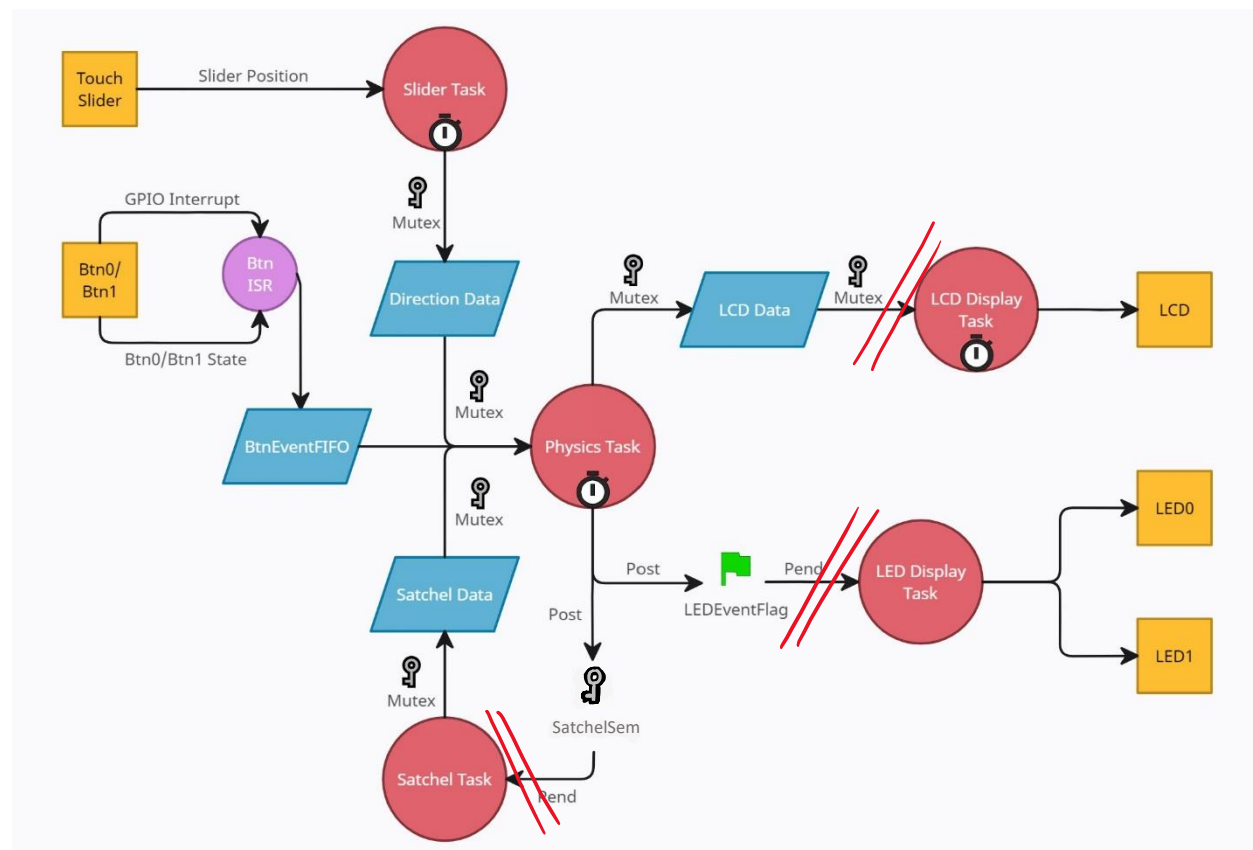 Touch
Slider
Slider Position
Slider Task
Mutex
GPIO Interrupt
Btn0/
Btn1
Btn
ISR
Btn0/Btn1 State
Direction Data
Mutex
LCD Data
Mutex
LCD Display
Task
LCD
Mutex
BtnEventFIFO
Physics Task
Mutex
Satchel Data
Post
LEDEventFlag
Pend
LED Display
Task
LED0
LED1
Post
SatchelSem
Mutex
Satchel Task
Pend